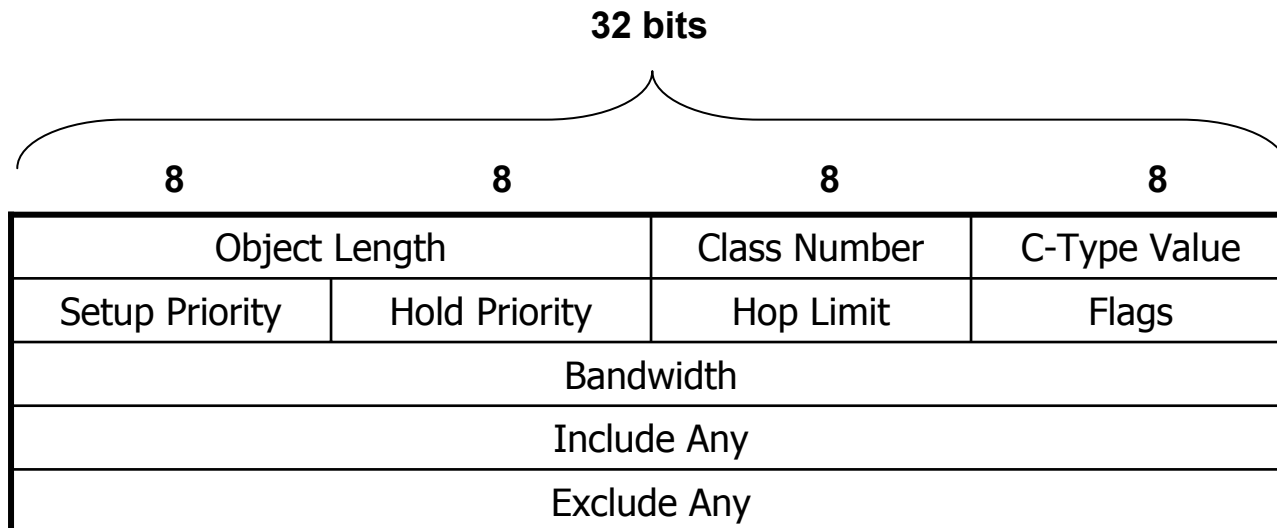 32 bits
8 8 8 8
Object Length Class Number C-Type Value
Setup Priority Hold Priority Hop Limit Flags
Bandwidth
Include Any
Exclude Any